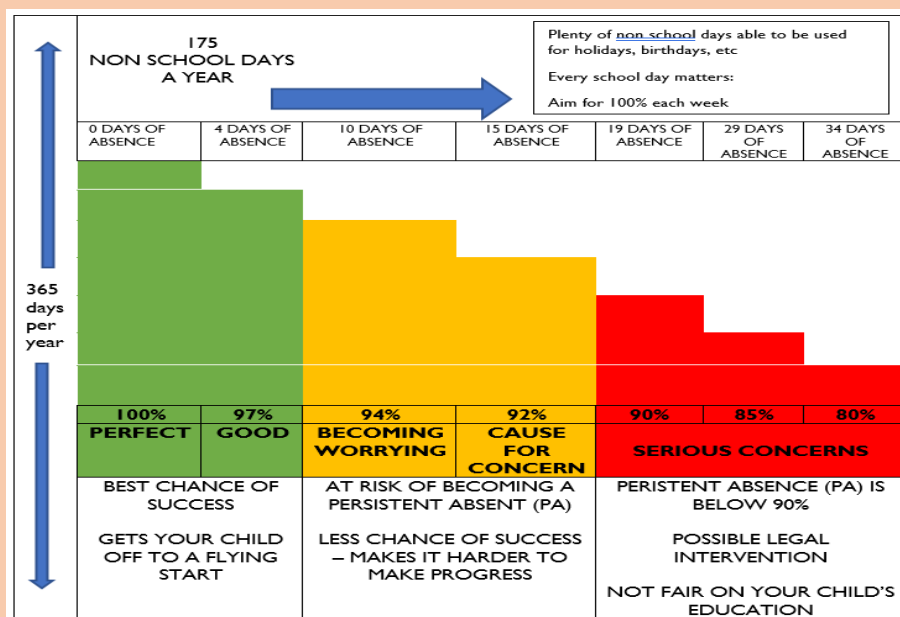 175
NON SCHOOL DAYS
A YEAR
Plenty of non school days able to be used
for holidays, birthdays, etc
Every school day matters:
Aim for 100% each week
0 DAYS OF
ABSENCE
4 DAYS OF
ABSENCE
10 DAYS OF
ABSENCE
15 DAYS OF
ABSENCE
19 DAYS OF
ABSENCE
29 DAYS
OF
ABSENCE
34 DAYS
OF
ABSENCE
365
days
per
year
100%
97%
94%
92%
90%
85%
80%
PERFECT
GOOD
BECOMING
WORRYING
CAUSE
FOR
CONCERN
SERIOUS CONCERNS
BEST CHANCE OF
SUCCESS
GETS YOUR CHILD
OFF TO A FLYING
START
AT RISK OF BECOMING A
PERSISTENT ABSENT (PA)
LESS CHANCE OF SUCCESS
– MAKES IT HARDER TO
MAKE PROGRESS
PERISTENT ABSENCE (PA) IS
BELOW 90%
POSSIBLE LEGAL
INTERVENTION
NOT FAIR ON YOUR CHILD'S
EDUCATION